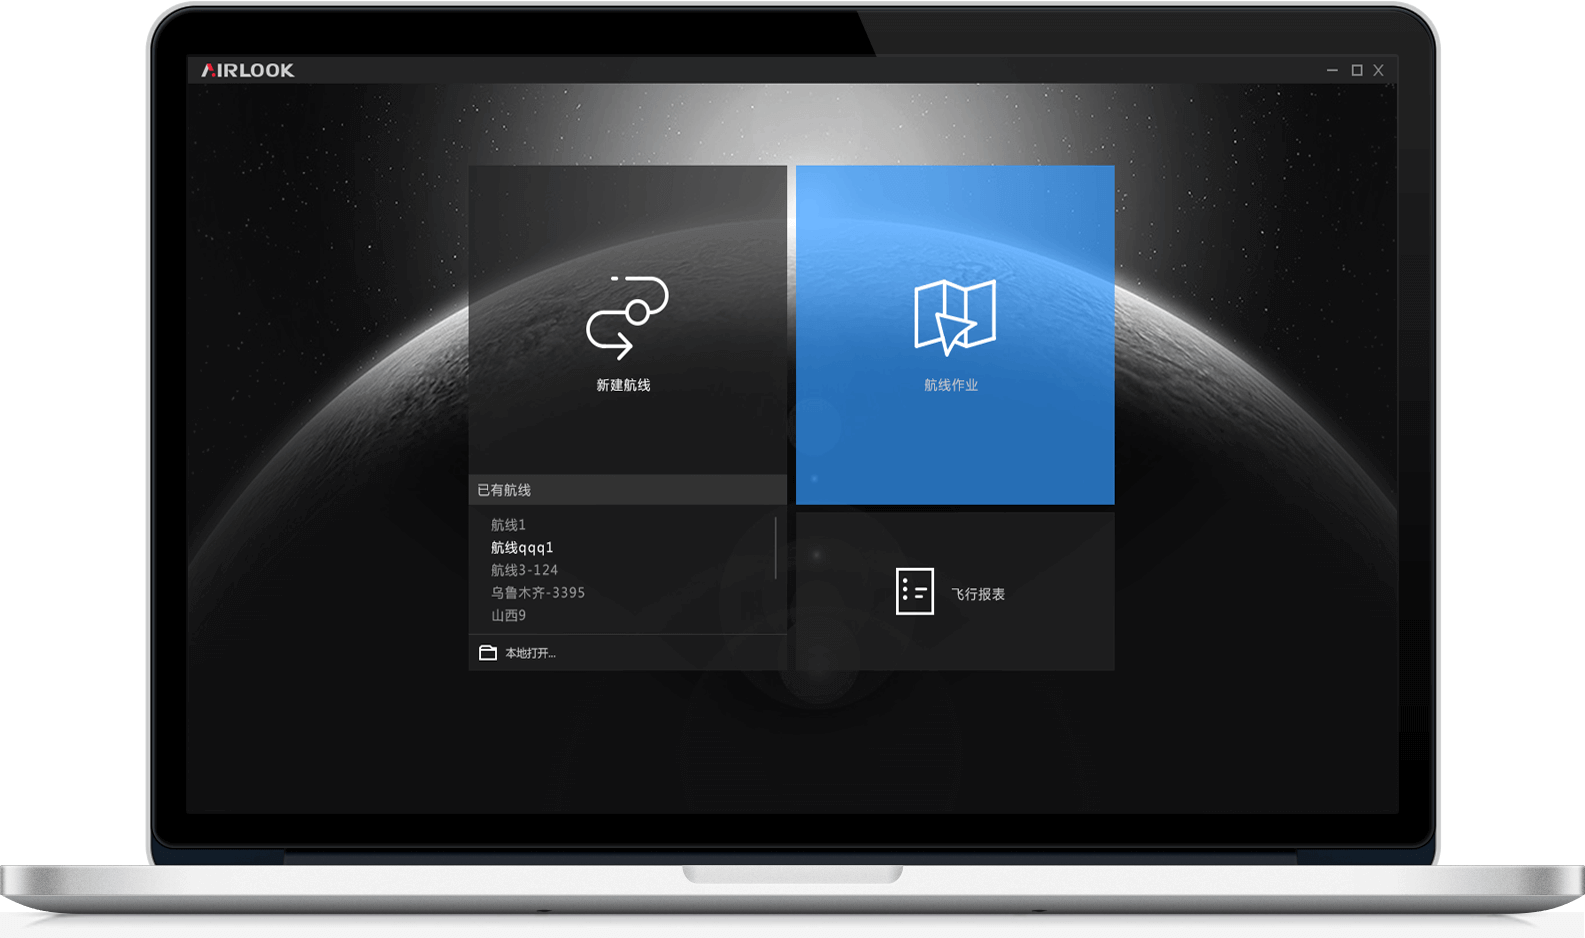 AIRLOOK
新建航线
航线作业
已有航线
航线1
航线qqq1
航线3-124
乌鲁木齐-3395
山西9
本地打开...
飞行报表